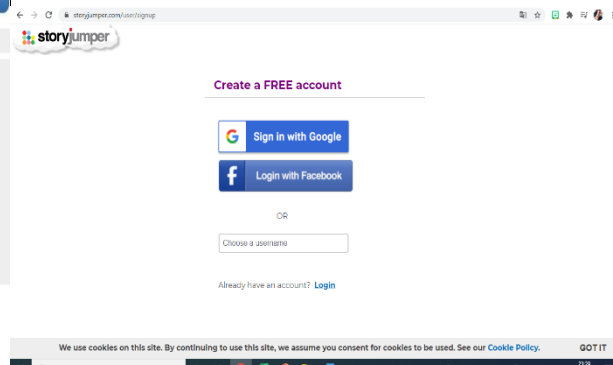 storyjumper.com/user/signup
storyjumper
Create a FREE account
G Sign in with Google
f Login with Facebook
OR
Choose a username
Already have an account? Login
We use cookies on this site. By continuing to use this site, we assume you consent for cookies to be used. See our Cookie Policy. GOT IT